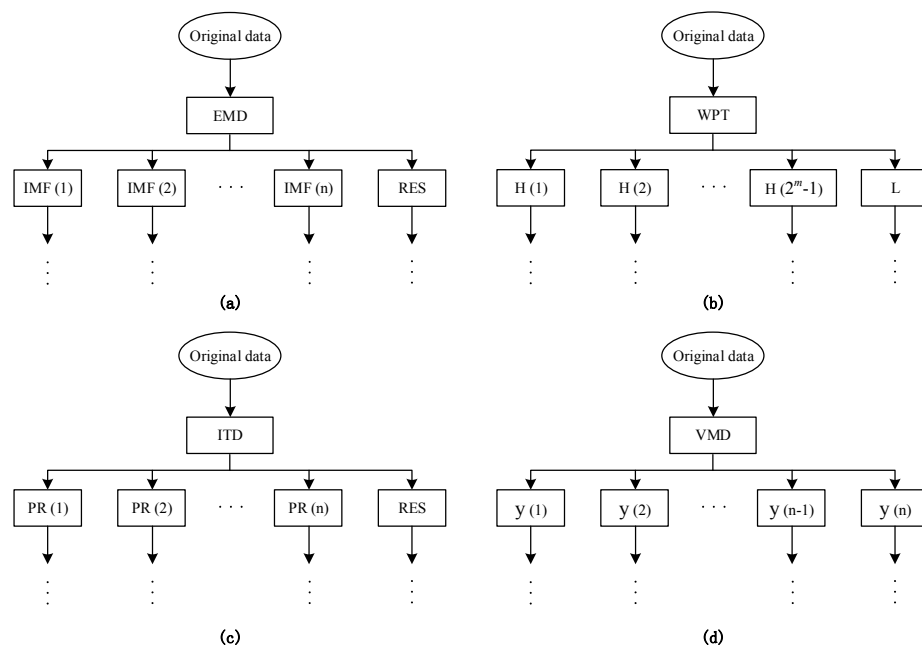 Original data
EMD
IMF (1) IMF (2) . . . IMF (n) RES
(a)
Original data
WPT
H (1) H (2) . . . H (2^m-1) L
(b)
Original data
ITD
PR (1) PR (2) . . . PR (n) RES
(c)
Original data
VMD
y (1) y (2) . . . y (n-1) y (n)
(d)